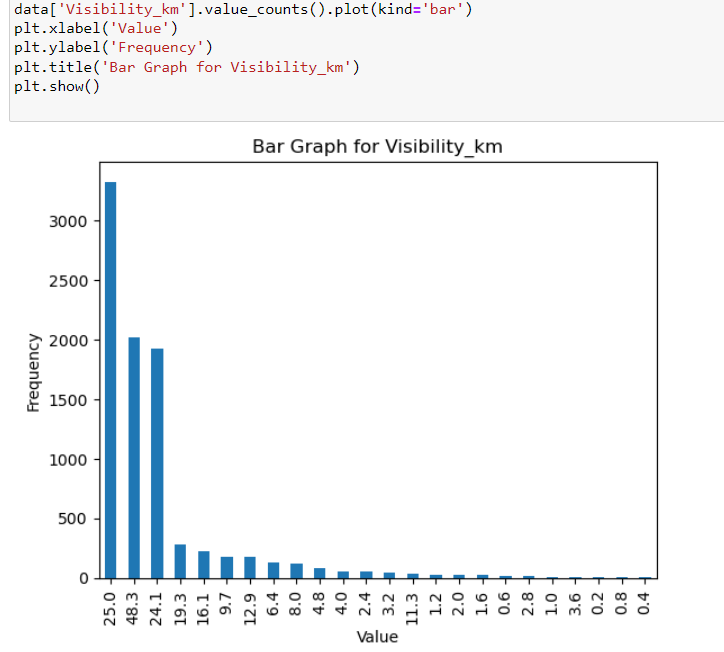 data['Visibility_km'].value_counts().plot(kind='bar')
plt.xlabel('Value')
plt.ylabel('Frequency')
plt.title('Bar Graph for Visibility_km')
plt.show()
Bar Graph for Visibility_km
3000
2500
2000
1500
1000
500
0
Frequency
25.0 48.3 24.1 19.3 16.1 9.7 12.9 6.4 8.0 4.8 4.0 2.4 3.2 11.3 1.2 2.0 1.6 0.6 2.8 1.0 3.6 0.2 0.8 0.4
Value